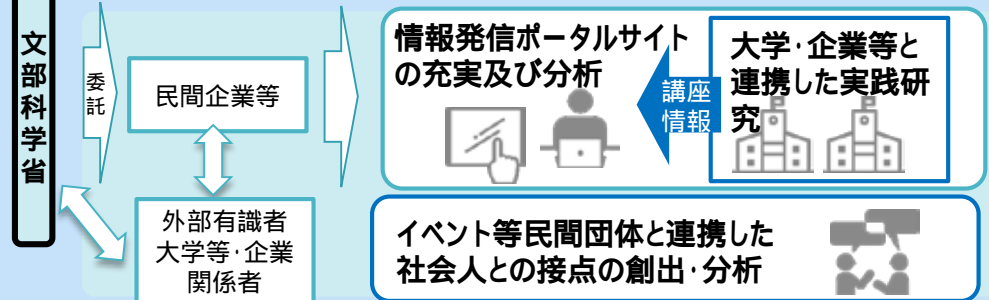 文部科学省
委託
民間企業等
外部有識者
大学等・企業
関係者
情報発信ポータルサイト
の充実及び分析
講座
情報
大学・企業等と
連携した実践研
究
イベント等民間団体と連携した
社会人との接点の創出・分析